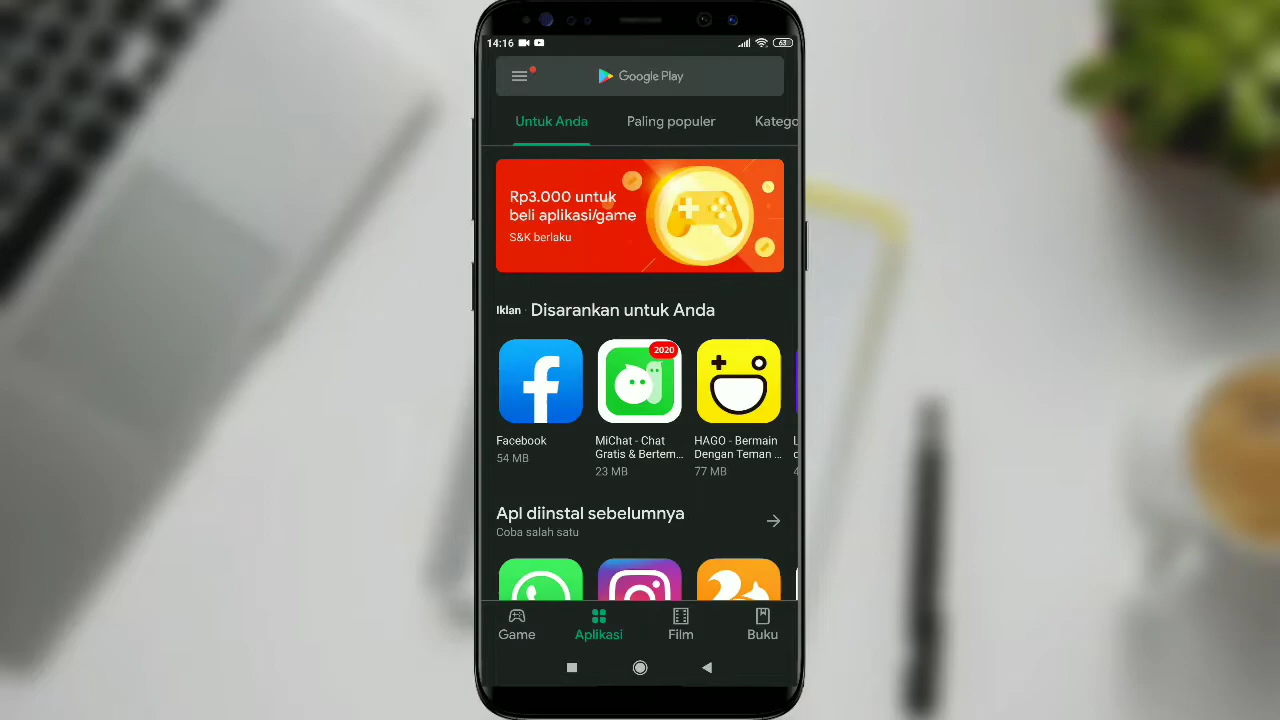 14:16
63
Google Play
Untuk Anda
Paling populer
Katego
Rp3.000 untuk
beli aplikasi/game
S&K berlaku
Iklan · Disarankan untuk Anda
2020
Facebook
54 MB
MiChat - Chat
Gratis & Bertem...
23 MB
HAGO - Bermain
Dengan Teman ...
77 MB
Apl diinstal sebelumnya
Coba salah satu
Game
Aplikasi
Film
Buku